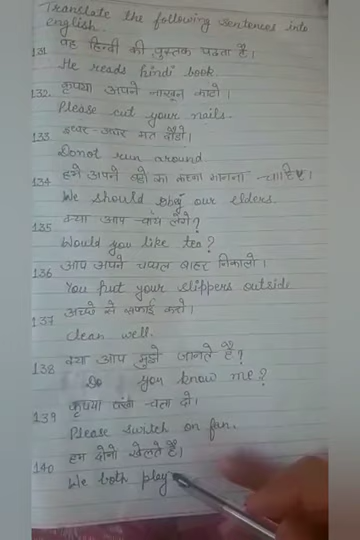 Translate the following sentences into
english.
131. वह हिन्दी की पुस्तक पढता है।
He reads hindi book.
132. कृपया अपने नाखून काटो।
Please cut your nails.
133 इधर-उधर मत दौडो।
Donot run around.
134 हमे अपने बडो का कहना मानना चाहिए।
We should obey our elders.
135 क्या आप चाय लेंगे?
Would you like tea?
136 आप अपने चप्पल बाहर निकालो।
You put your slippers outside
137 अच्छे से सफाई करो।
Clean well.
138 क्या आप मुझे जानते है?
Do you know me?
139 कृपया पंखा चला दो।
Please switch on fan.
140 हम दोनो खेलते है।
We both play